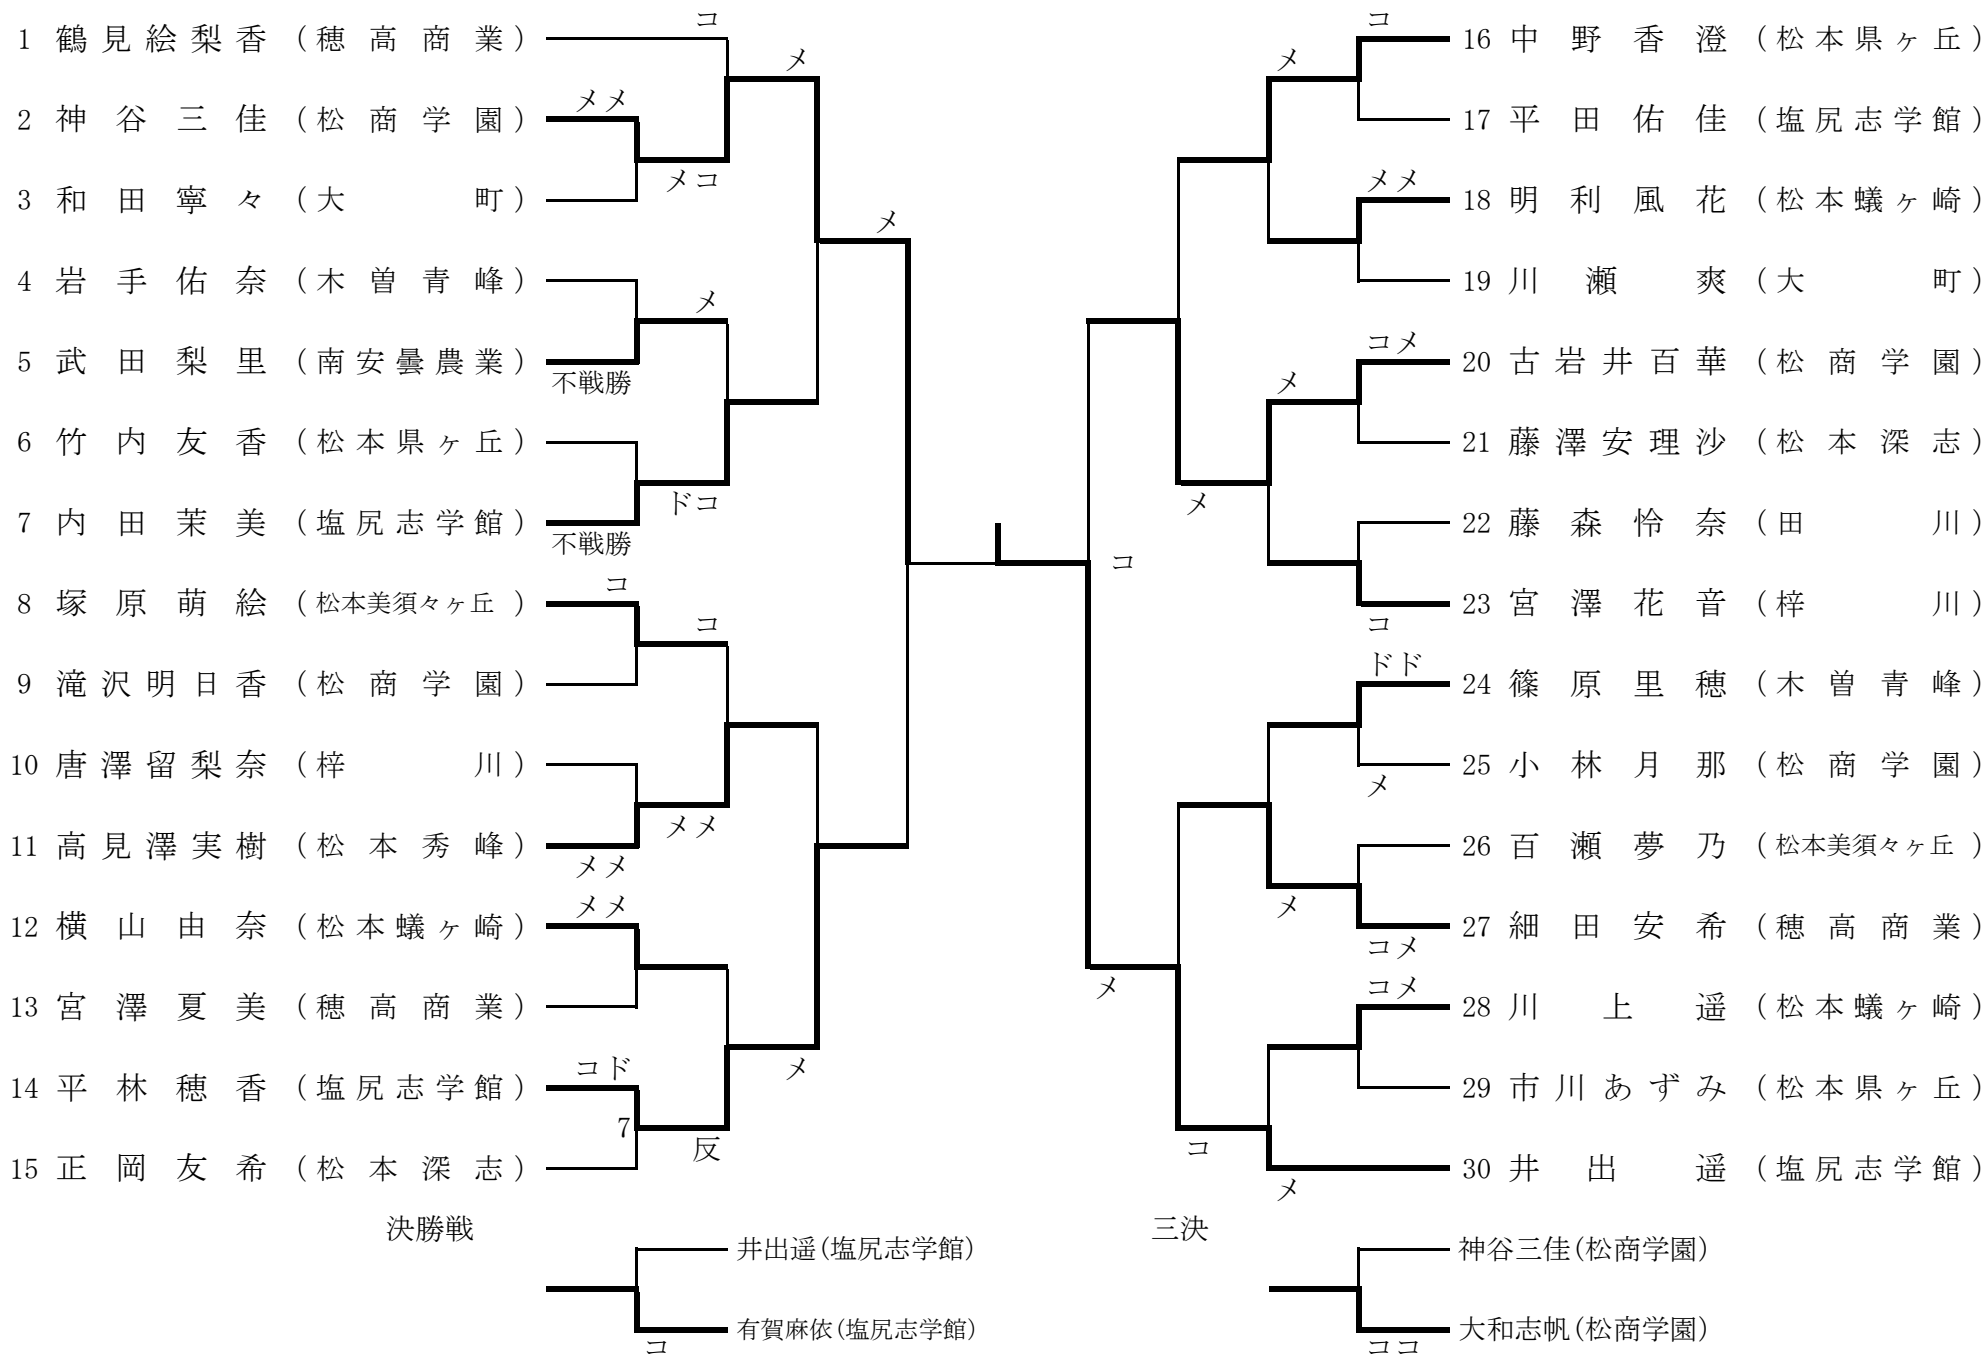 コ
1 鶴見絵梨香 (穂高商業)
メ
メメ
2 神谷三佳 (松商学園)
メコ
3 和田寧々 (大町)
メ
4 岩手佑奈 (木曽青峰)
メ
5 武田梨里 (南安曇農業)
不戦勝
6 竹内友香 (松本県ヶ丘)
ドコ
7 内田茉美 (塩尻志学館)
不戦勝
コ
8 塚原萌絵 (松本美須々ヶ丘)
コ
9 滝沢明日香 (松商学園)
10 唐澤留梨奈 (梓川)
メメ
11 高見澤実樹 (松本秀峰)
メメ
メメ
12 横山由奈 (松本蟻ヶ崎)
13 宮澤夏美 (穂高商業)
メ
コド
14 平林穂香 (塩尻志学館)
7
反
15 正岡友希 (松本深志)
コ
16 中野香澄 (松本県ヶ丘)
メ
17 平田佑佳 (塩尻志学館)
メメ
18 明利風花 (松本蟻ヶ崎)
19 川瀬爽 (大町)
コメ
20 古岩井百華 (松商学園)
メ
21 藤澤安理沙 (松本深志)
メ
22 藤森怜奈 (田川)
コ
23 宮澤花音 (梓川)
コ
ドド
24 篠原里穂 (木曽青峰)
25 小林月那 (松商学園)
メ
26 百瀬夢乃 (松本美須々ヶ丘)
メ
27 細田安希 (穂高商業)
コメ
メ
コメ
28 川上遥 (松本蟻ヶ崎)
29 市川あずみ (松本県ヶ丘)
コ
30 井出遥 (塩尻志学館)
メ
決勝戦
井出遥(塩尻志学館)
有賀麻依(塩尻志学館)
コ
三決
神谷三佳(松商学園)
大和志帆(松商学園)
ココ